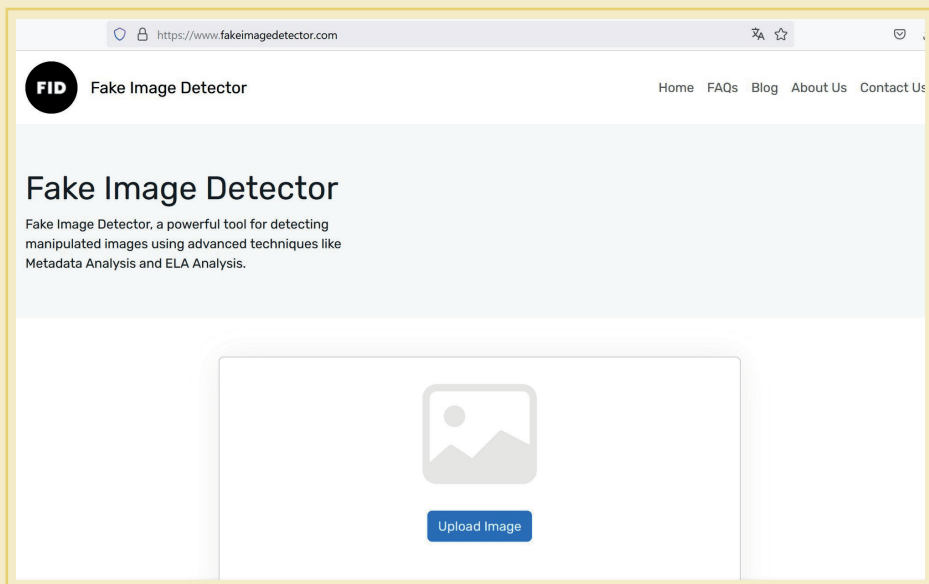 https://www.fakeimagedetector.com
FID
Fake Image Detector
Home FAQs Blog About Us Contact Us
Fake Image Detector
Fake Image Detector, a powerful tool for detecting
manipulated images using advanced techniques like
Metadata Analysis and ELA Analysis.
Upload Image